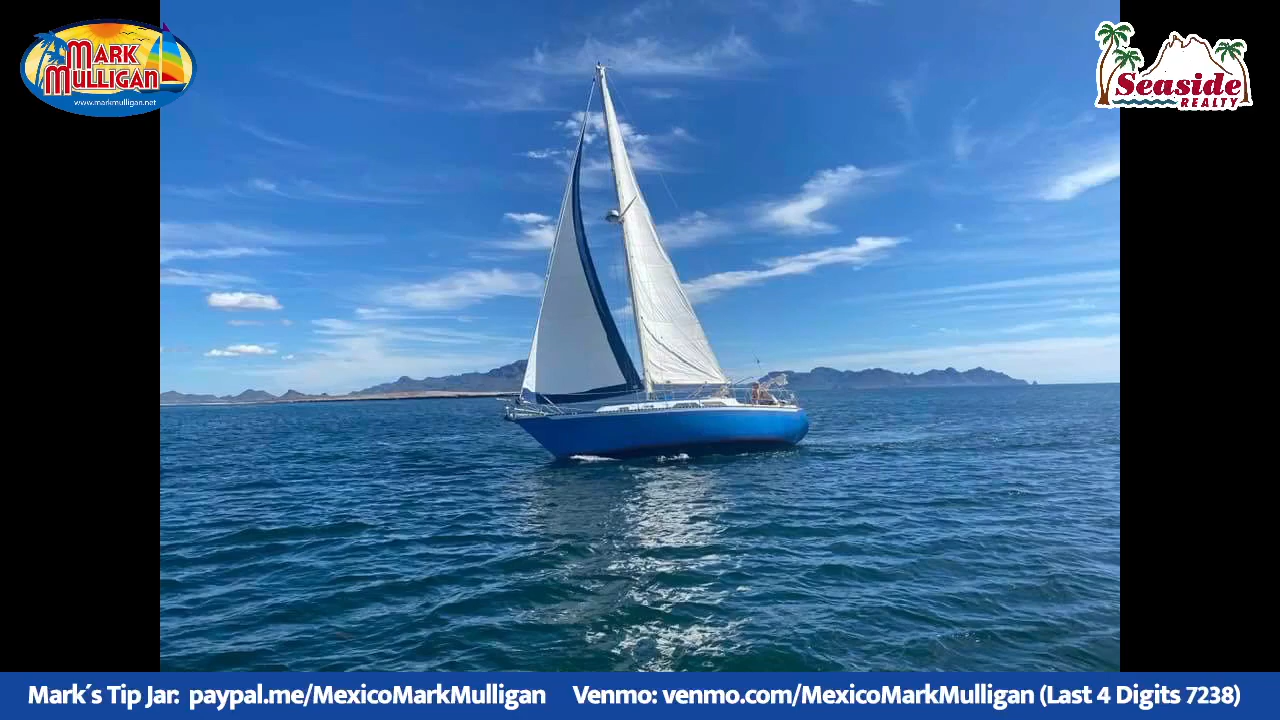 MARK
MULLIGAN
www.markmulligan.net
Seaside
REALTY
Mark´s Tip Jar: paypal.me/MexicoMarkMulligan Venmo: venmo.com/MexicoMarkMulligan (Last 4 Digits 7238)